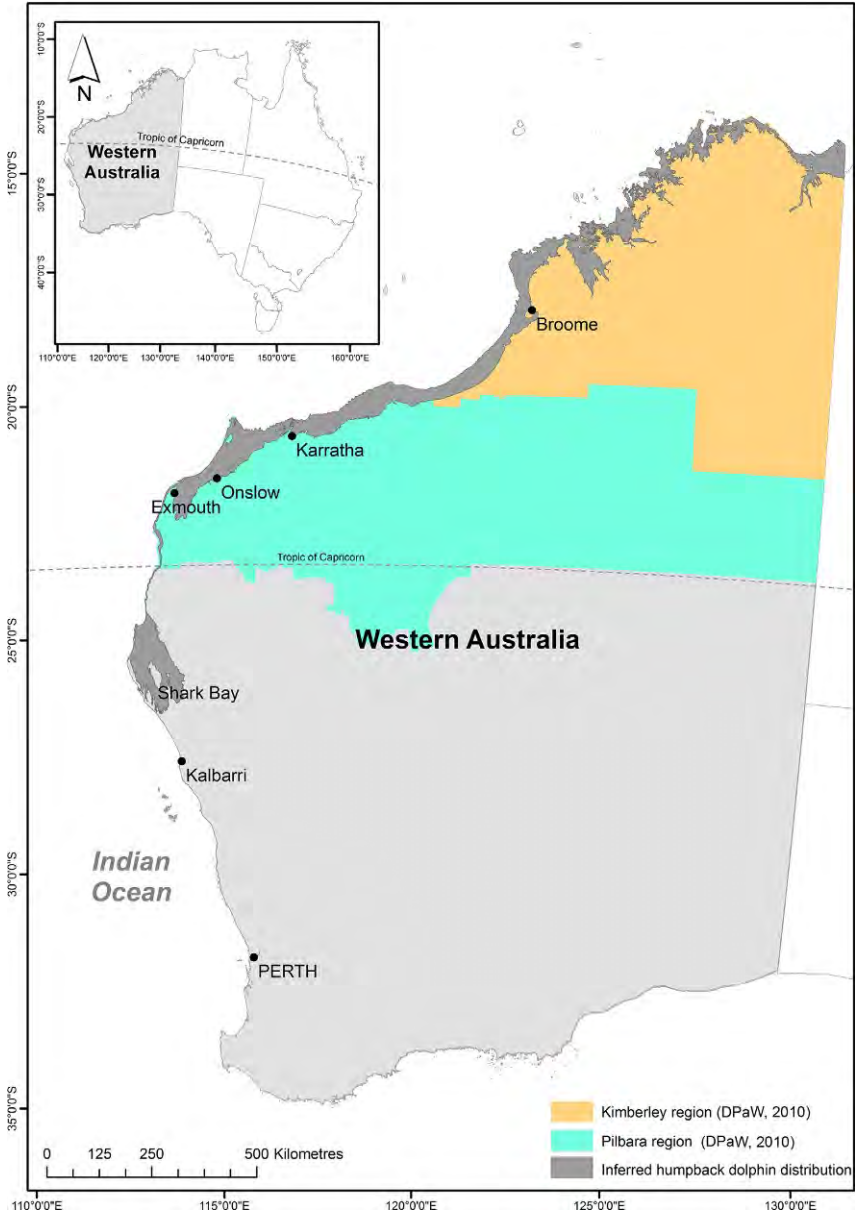 10°0'0"S
20°0'0"S
30°0'0"S
40°0'0"S
N
Tropic of Capricorn
Western
Australia
110°0'0"E
120°0'0"E
130°0'0"E
140°0'0"E
150°0'0"E
160°0'0"E
15°0'0"S
20°0'0"S
25°0'0"S
30°0'0"S
35°0'0"S
Broome
Karratha
Onslow
Exmouth
Tropic of Capricorn
Western Australia
Shark Bay
Kalbarri
Indian
Ocean
PERTH
Kimberley region (DPaW, 2010)
Pilbara region (DPaW, 2010)
Inferred humpback dolphin distribution
0 125 250 500 Kilometres
110°0'0"E
115°0'0"E
120°0'0"E
125°0'0"E
130°0'0"E